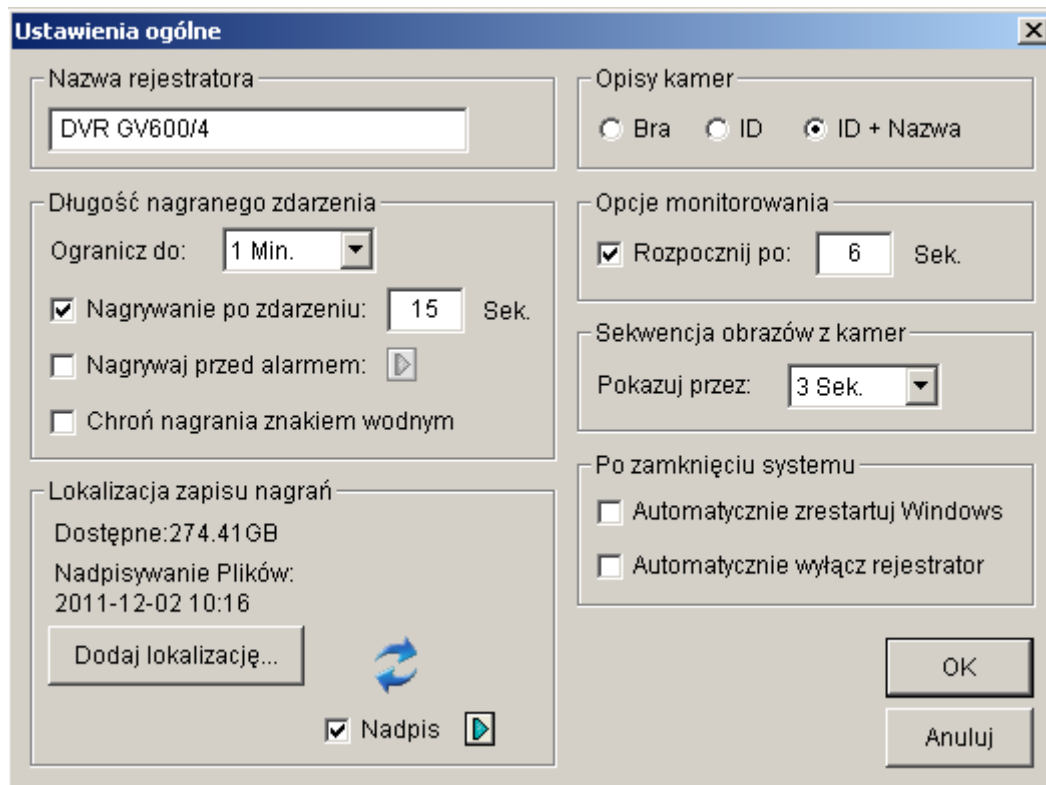 Ustawienia ogólne
Nazwa rejestratora
DVR GV600/4
Długość nagranego zdarzenia
Ogranicz do: 1 Min.
Nagrywanie po zdarzeniu: 15 Sek.
Nagrywaj przed alarmem:
Chroń nagrania znakiem wodnym
Lokalizacja zapisu nagrań
Dostępne:274.41GB
Nadpisywanie Plików:
2011-12-02 10:16
Dodaj lokalizację...
Nadpis
Opisy kamer
Bra ID ID + Nazwa
Opcje monitorowania
Rozpocznij po: 6 Sek.
Sekwencja obrazów z kamer
Pokazuj przez: 3 Sek.
Po zamknięciu systemu
Automatycznie zrestartuj Windows
Automatycznie wyłącz rejestrator
OK
Anuluj